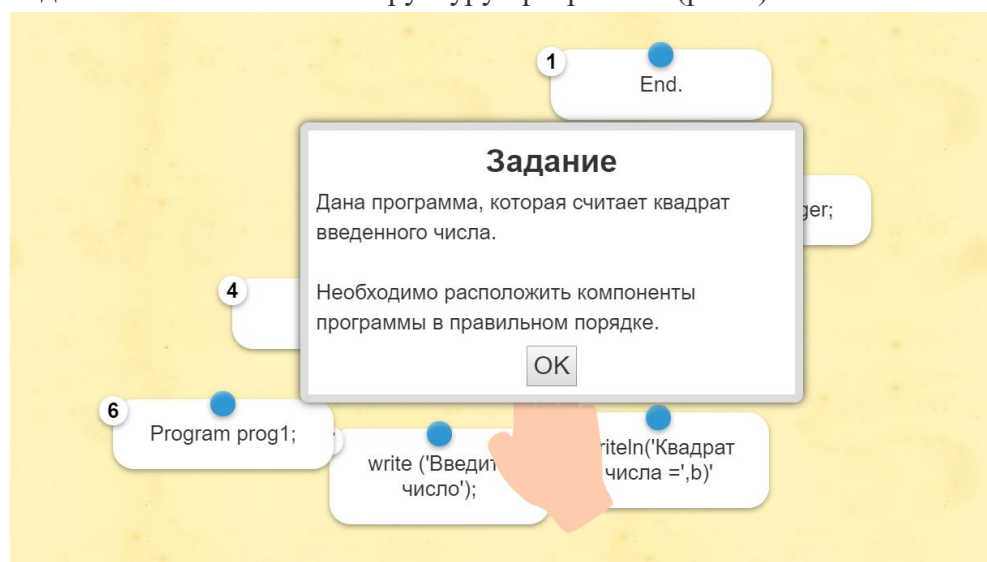 1
End.
Задание
Дана программа, которая считает квадрат
введенного числа.
ger;
4
Необходимо расположить компоненты
программы в правильном порядке.
OK
6
Program prog1;
write ('Введит
число');
riteln('Квадрат
числа =',b)'